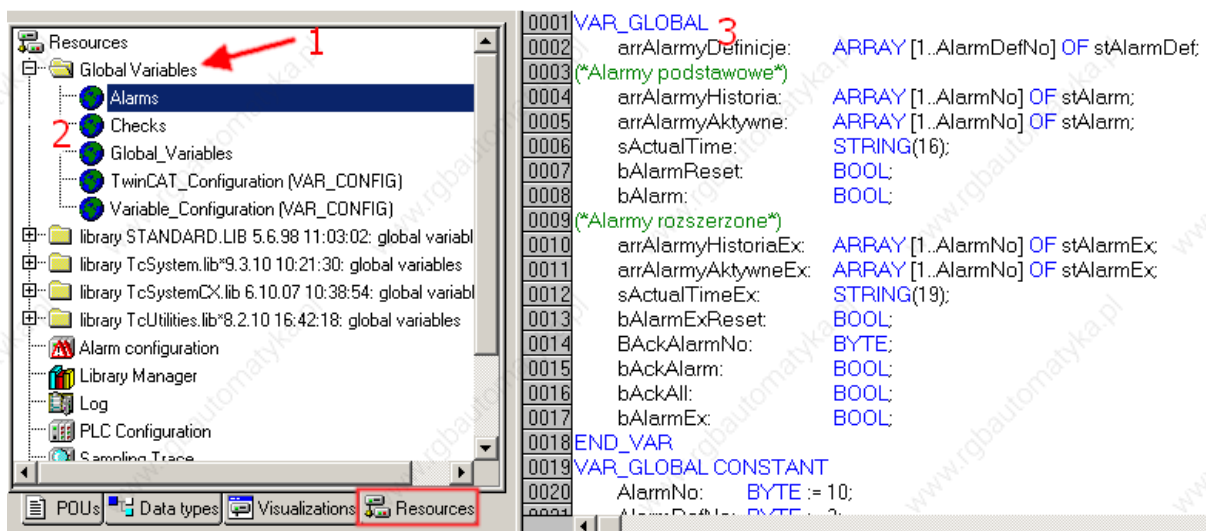 Resources
1
Global Variables
Alarms
2
Checks
Global_Variables
TwinCAT_Configuration (VAR_CONFIG)
Variable_Configuration (VAR_CONFIG)
library STANDARD.LIB 5.6.98 11:03:02: global variabl
library TcSystem.lib*9.3.10 10:21:30: global variables
library TcSystemCX.lib 6.10.07 10:38:54: global variabl
library TcUtilities.lib*8.2.10 16:42:18: global variables
Alarm configuration
Library Manager
Log
PLC Configuration
Sampling Trace
POUs Data types Visualizations Resources
0001 VAR_GLOBAL 3
0002 arrAlarmyDefinicje: ARRAY [1..AlarmDefNo] OF stAlarmDef;
0003 (*Alarmy podstawowe*)
0004 arrAlarmyHistoria: ARRAY [1..AlarmNo] OF stAlarm;
0005 arrAlarmyAktywne: ARRAY [1..AlarmNo] OF stAlarm;
0006 sActualTime: STRING(16);
0007 bAlarmReset: BOOL;
0008 bAlarm: BOOL;
0009 (*Alarmy rozszerzone*)
0010 arrAlarmyHistoriaEx: ARRAY [1..AlarmNo] OF stAlarmEx;
0011 arrAlarmyAktywneEx: ARRAY [1..AlarmNo] OF stAlarmEx;
0012 sActualTimeEx: STRING(19);
0013 bAlarmExReset: BOOL;
0014 BAckAlarmNo: BYTE;
0015 bAckAlarm: BOOL;
0016 bAckAll: BOOL;
0017 bAlarmEx: BOOL;
0018 END_VAR
0019 VAR_GLOBAL CONSTANT
0020 AlarmNo: BYTE := 10;
www.rgbautomatyka.pl